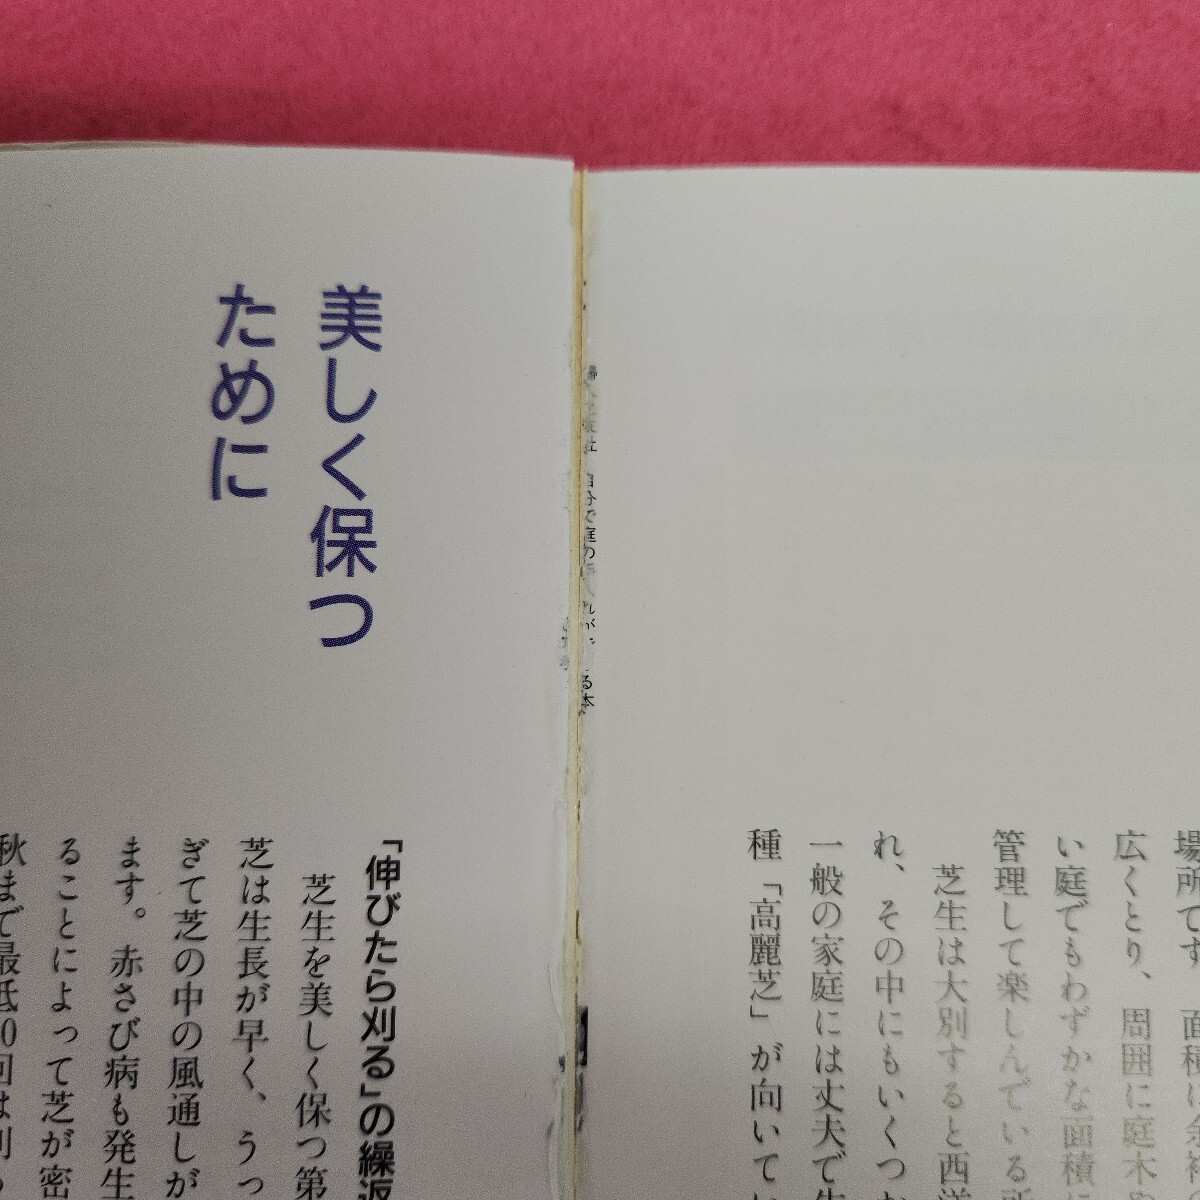 場所です
広くとり、周囲に庭木
い庭でもわずかな面積
管理して楽しんでいる
芝生は大別すると西洋
れ、その中にもいくつ
一般の家庭には丈夫で
種「高麗芝」が向いてい
自分で庭の
美しく保つ
ために
「伸びたら刈る」の繰返
芝生を美しく保つ第
芝は生長が早く、うっ
ぎて芝の中の風通しが
ます。赤さび病も発生
ることによって芝が密
秋まで最低